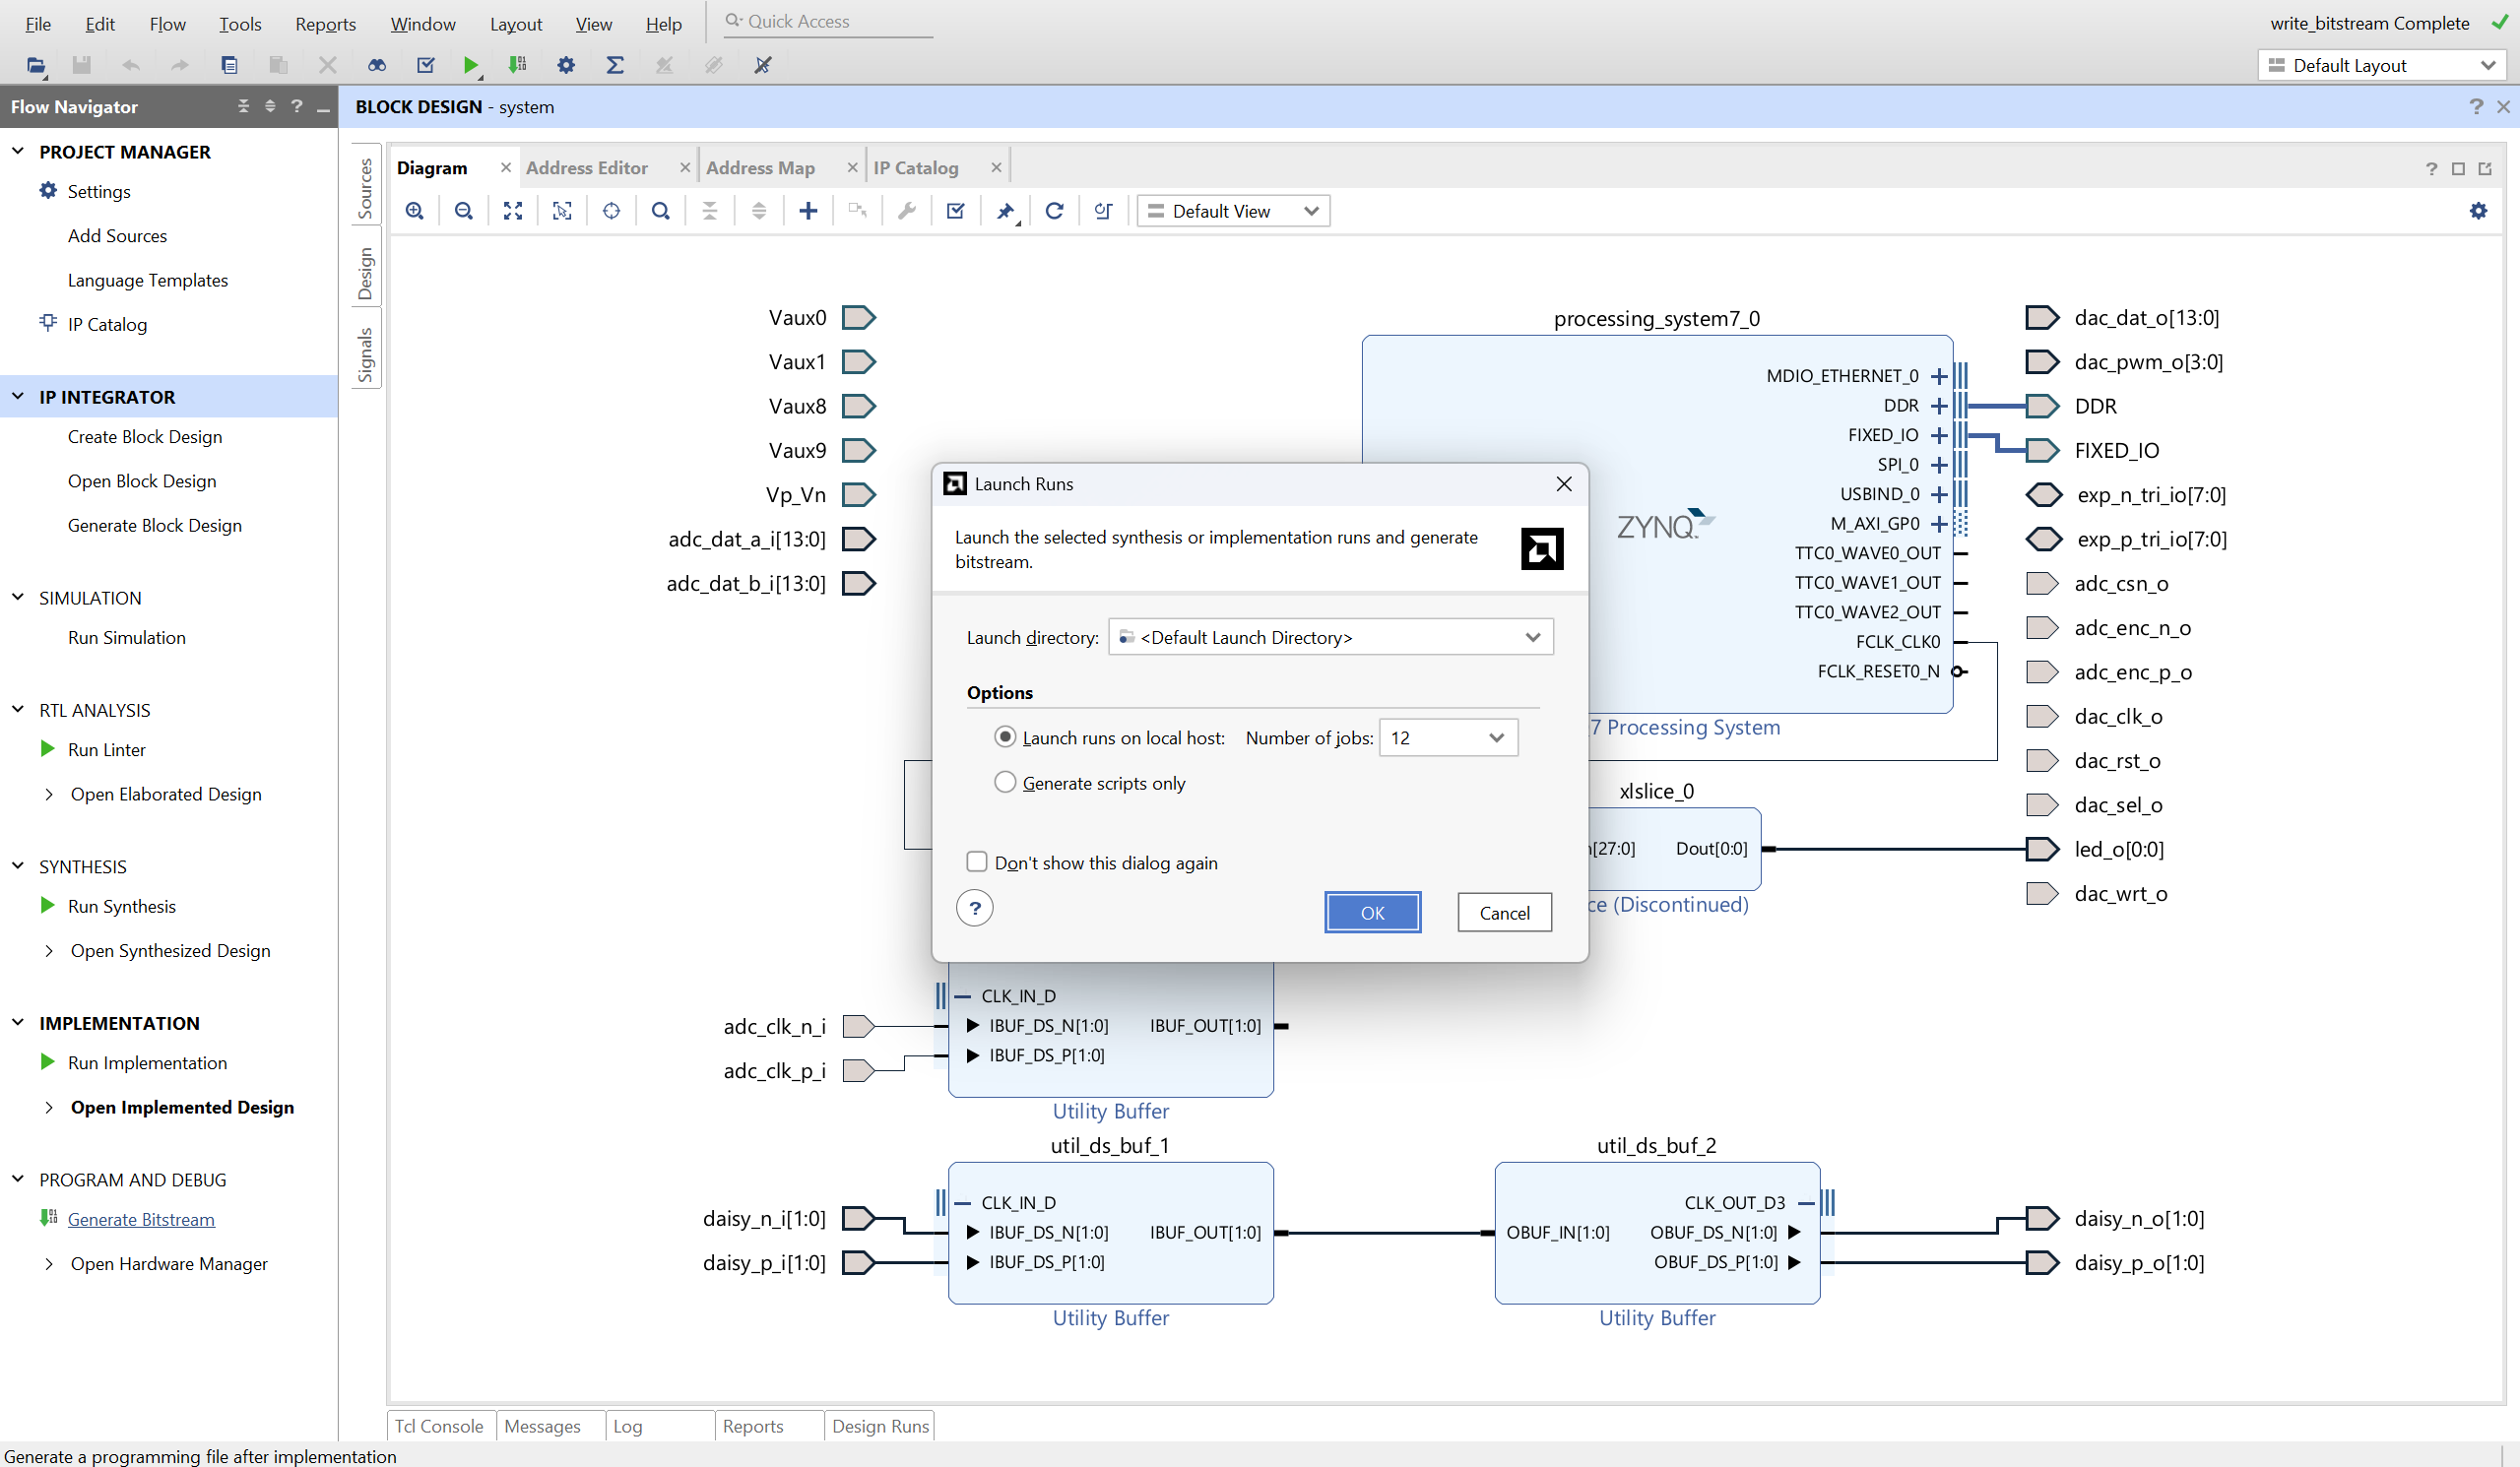 File Edit Flow Tools Reports Window Layout View Help Quick Access write_bitstream Complete
Default Layout
Flow Navigator
BLOCK DESIGN - system
PROJECT MANAGER
Settings
Add Sources
Language Templates
IP Catalog
IP INTEGRATOR
Create Block Design
Open Block Design
Generate Block Design
SIMULATION
Run Simulation
RTL ANALYSIS
Run Linter
Open Elaborated Design
SYNTHESIS
Run Synthesis
Open Synthesized Design
IMPLEMENTATION
Run Implementation
Open Implemented Design
PROGRAM AND DEBUG
Generate Bitstream
Open Hardware Manager
Sources
Design
Signals
Diagram Address Editor Address Map IP Catalog
Default View
Vaux0
Vaux1
Vaux8
Vaux9
Vp_Vn
adc_dat_a_i[13:0]
adc_dat_b_i[13:0]
processing_system7_0
MDIO_ETHERNET_0
DDR
FIXED_IO
SPI_0
USBIND_0
M_AXI_GP0
TTC0_WAVE0_OUT
TTC0_WAVE1_OUT
TTC0_WAVE2_OUT
FCLK_CLK0
FCLK_RESET0_N
ZYNQ
7 Processing System
dac_dat_o[13:0]
dac_pwm_o[3:0]
DDR
FIXED_IO
exp_n_tri_io[7:0]
exp_p_tri_io[7:0]
adc_csn_o
adc_enc_n_o
adc_enc_p_o
dac_clk_o
dac_rst_o
dac_sel_o
led_o[0:0]
dac_wrt_o
Launch Runs
Launch the selected synthesis or implementation runs and generate
bitstream.
Launch directory: <Default Launch Directory>
Options
Launch runs on local host: Number of jobs: 12
Generate scripts only
Don't show this dialog again
? OK Cancel
xlslice_0
[27:0] Dout[0:0]
ce (Discontinued)
adc_clk_n_i
adc_clk_p_i
CLK_IN_D
IBUF_DS_N[1:0] IBUF_OUT[1:0]
IBUF_DS_P[1:0]
Utility Buffer
util_ds_buf_1
daisy_n_i[1:0]
daisy_p_i[1:0]
CLK_IN_D
IBUF_DS_N[1:0] IBUF_OUT[1:0]
IBUF_DS_P[1:0]
Utility Buffer
util_ds_buf_2
CLK_OUT_D3
OBUF_IN[1:0] OBUF_DS_N[1:0]
OBUF_DS_P[1:0]
Utility Buffer
daisy_n_o[1:0]
daisy_p_o[1:0]
Tcl Console Messages Log Reports Design Runs
Generate a programming file after implementation